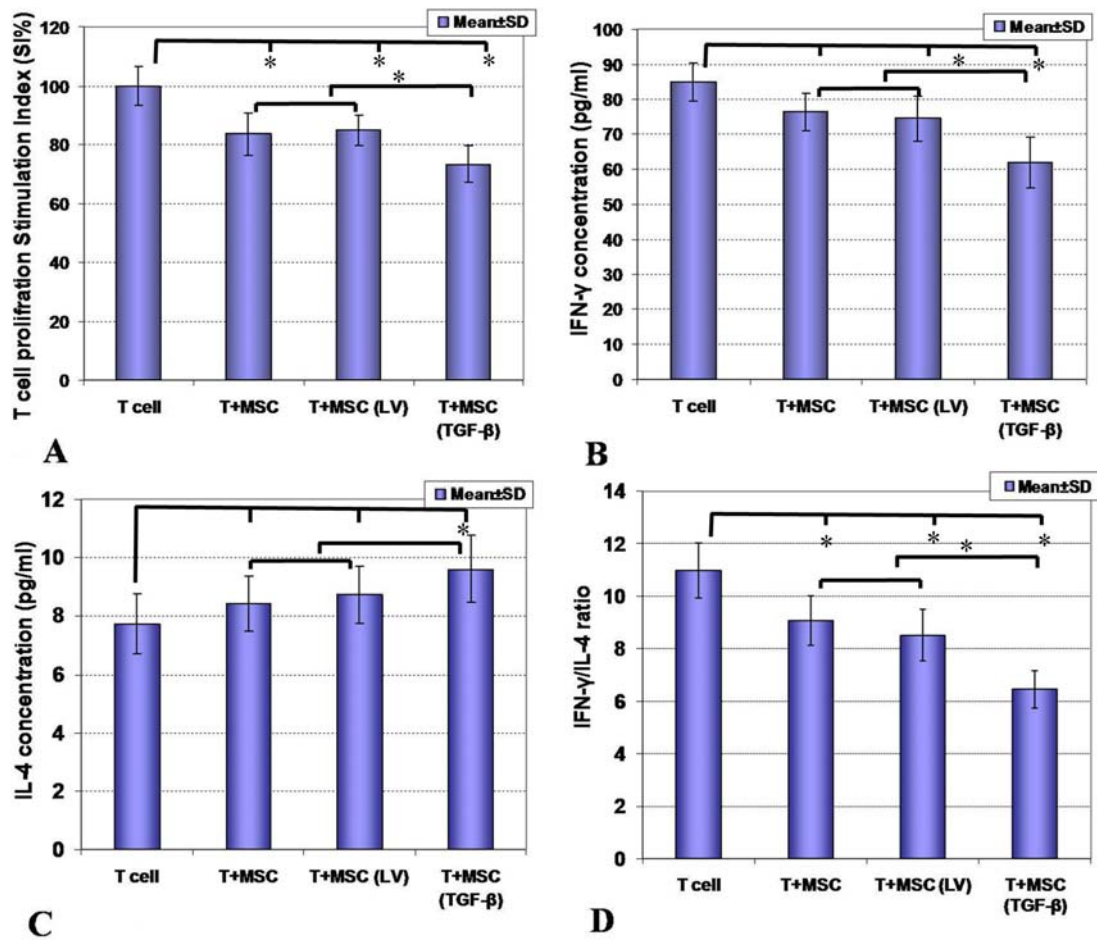 Mean±SD
T cell prolifration Stimulation Index (SI%)
120
100
80
60
40
20
0
*
*
*
*
T cell
T+MSC
T+MSC (LV)
T+MSC
(TGF-β)
A
Mean±SD
IFN-γ concentration (pg/ml)
100
90
80
70
60
50
40
30
20
10
0
*
*
T cell
T+MSC
T+MSC (LV)
T+MSC
(TGF-β)
B
Mean±SD
IL-4 concentration (pg/ml)
12
10
8
6
4
2
0
*
T cell
T+MSC
T+MSC (LV)
T+MSC
(TGF-β)
C
Mean±SD
IFN-γ/IL-4 ratio
14
12
10
8
6
4
2
0
*
*
*
*
T cell
T+MSC
T+MSC (LV)
T+MSC
(TGF-β)
D